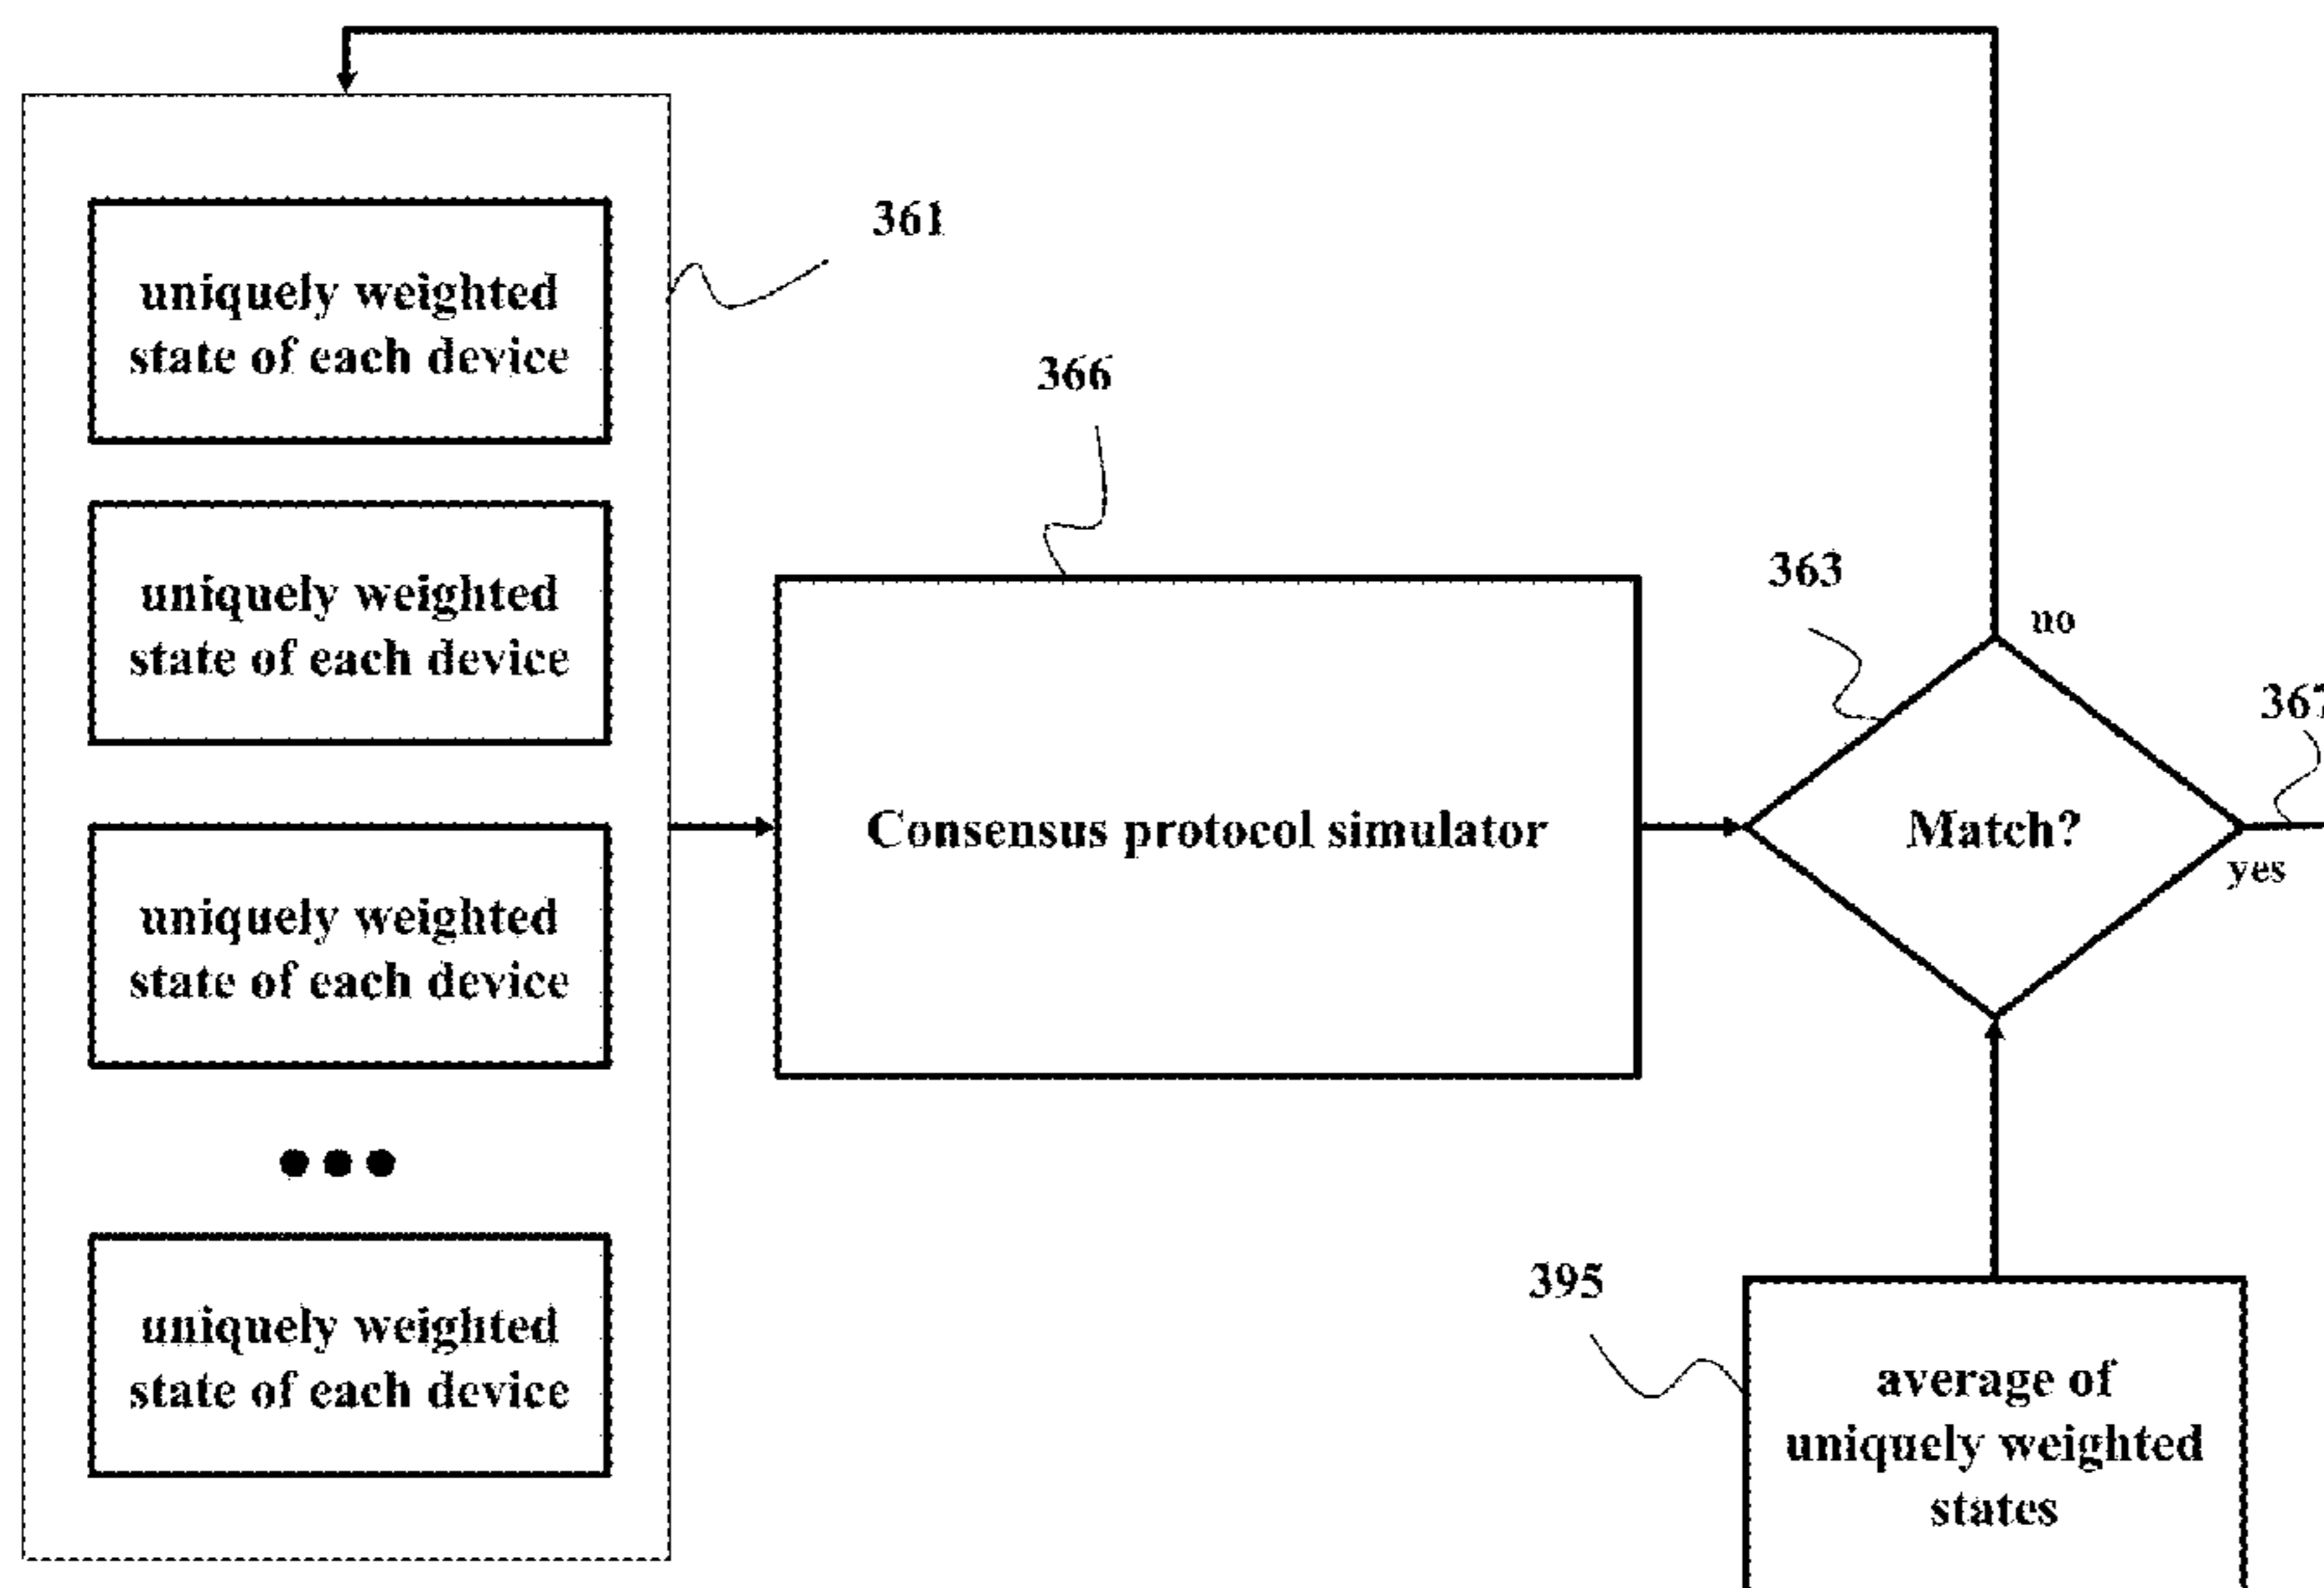 361
uniquely weighted
state of each device
366
uniquely weighted
state of each device
363
no
367
Consensus protocol simulator
Match?
yes
uniquely weighted
state of each device
395
uniquely weighted
state of each device
average of
uniquely weighted
states